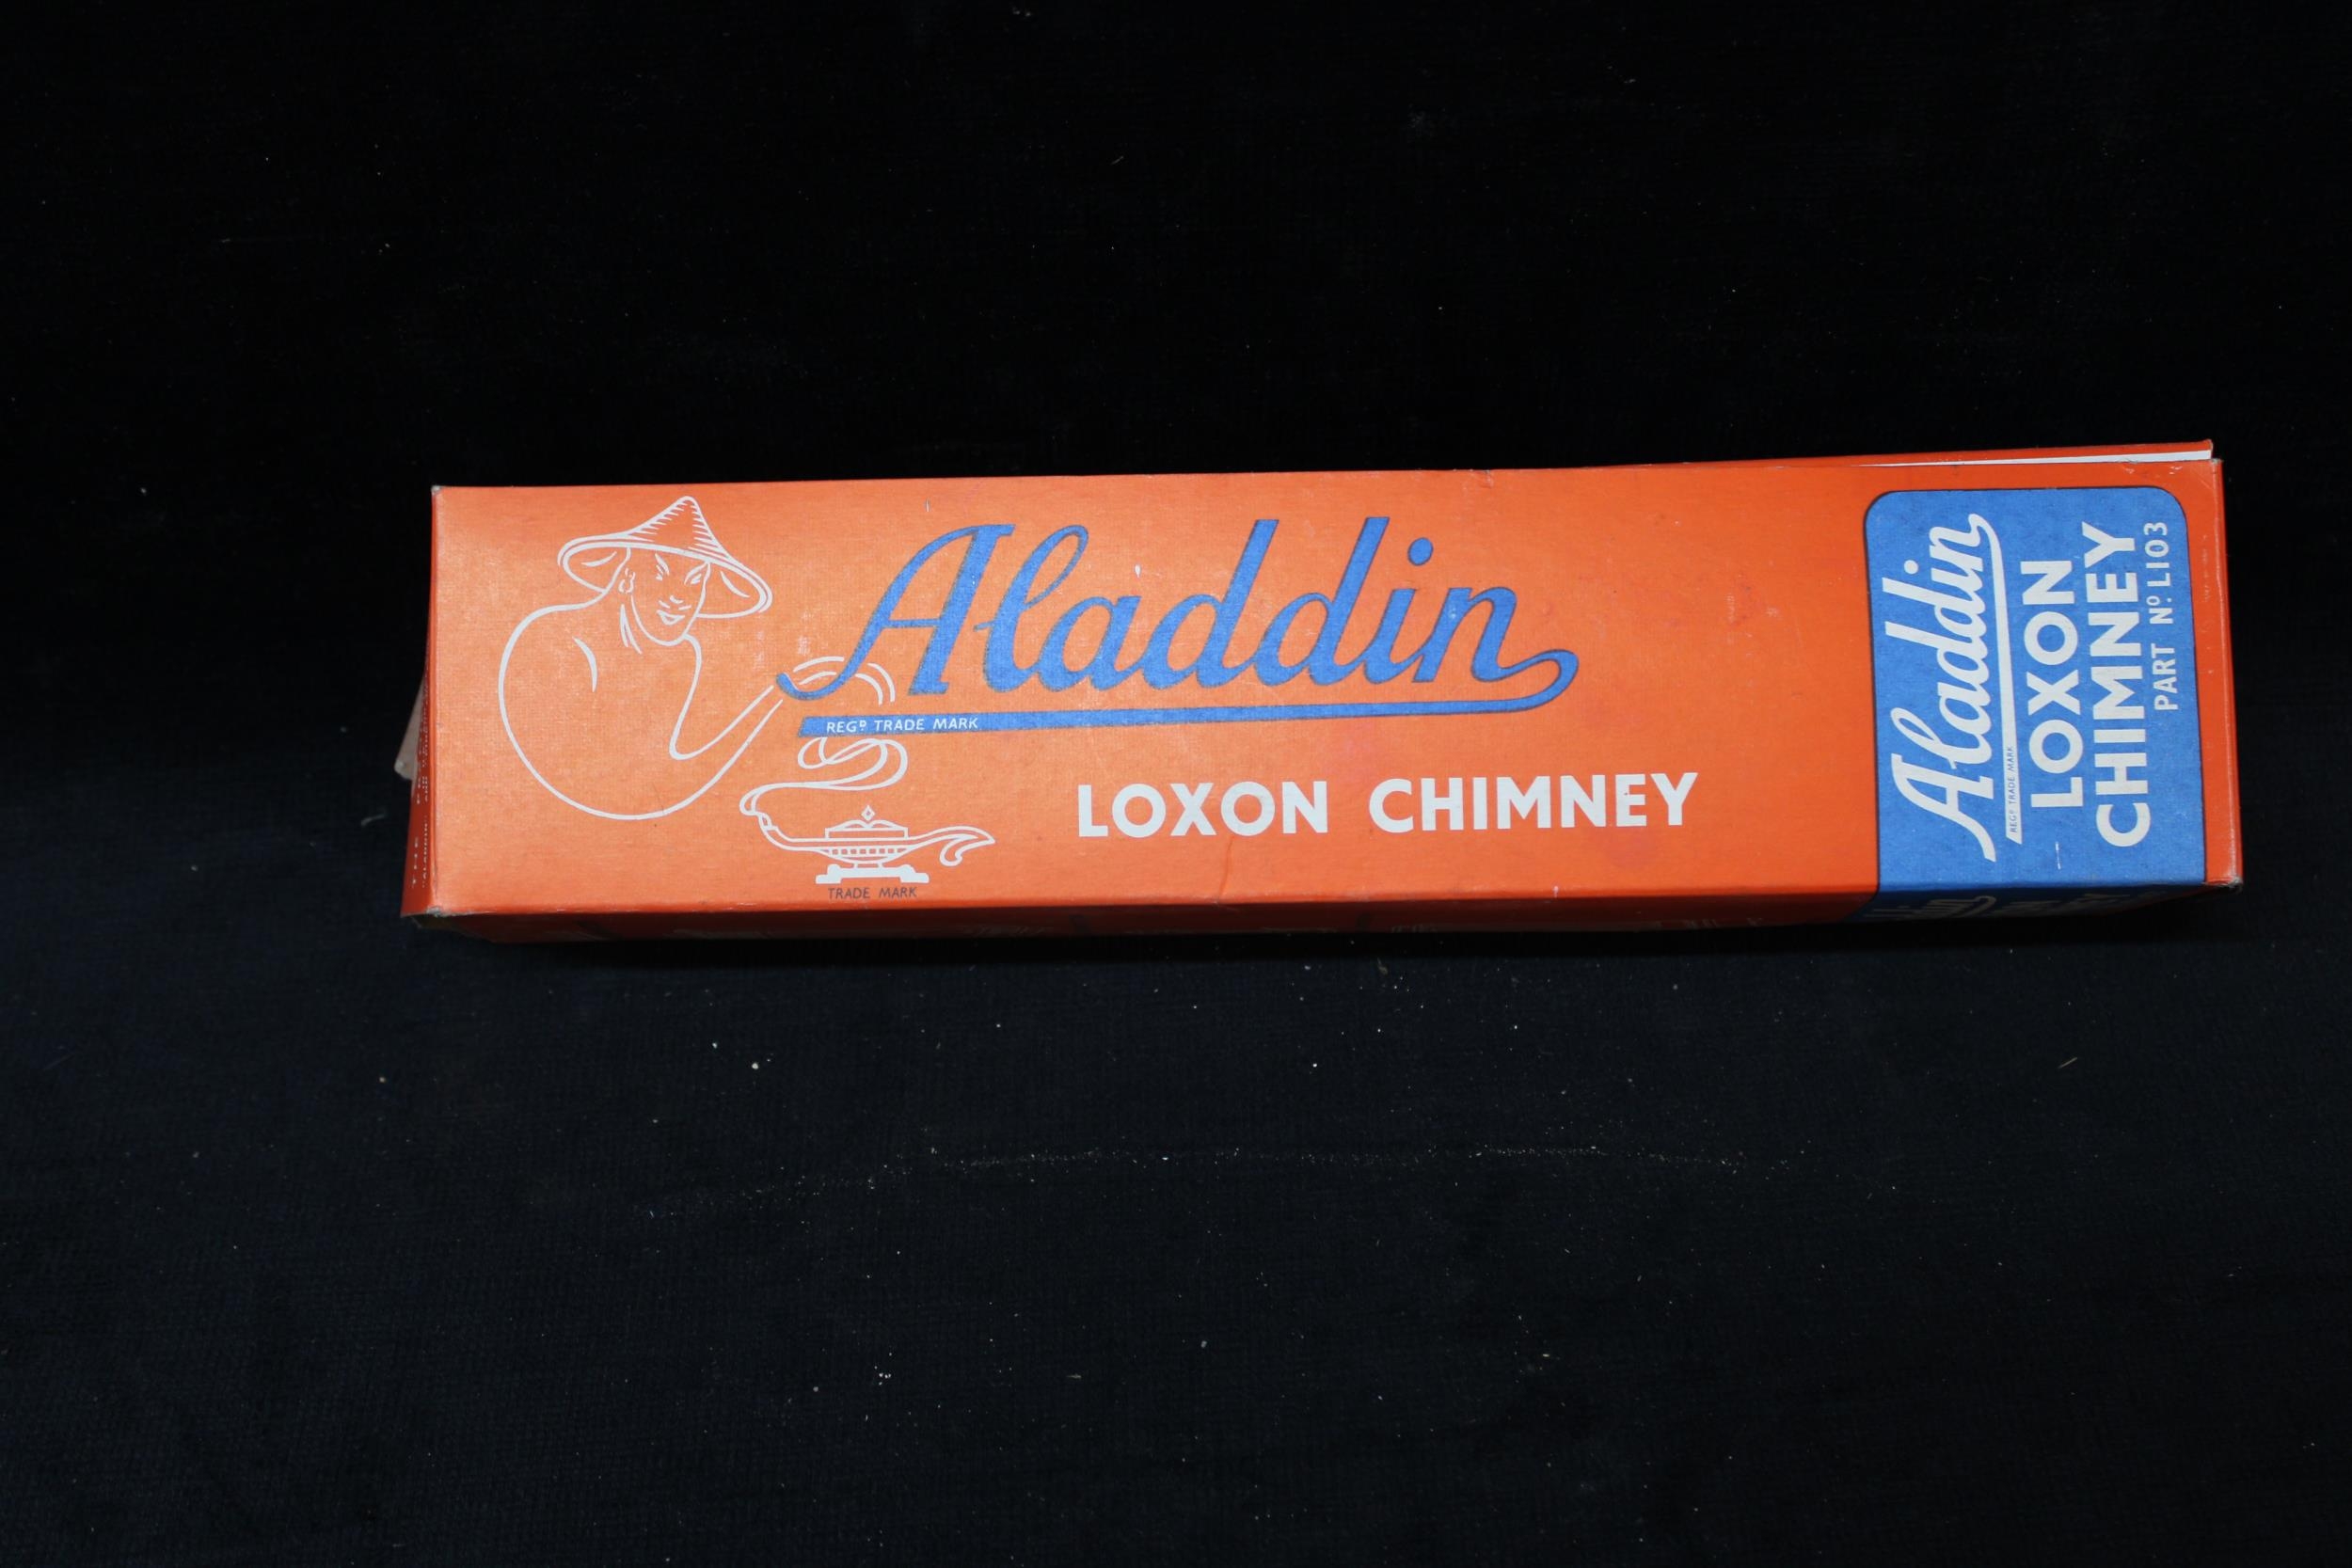 Aladdin
REGD TRADE MARK
LOXON CHIMNEY
TRADE MARK
Aladdin
REGD TRADE MARK
LOXON
CHIMNEY
PART No. L103